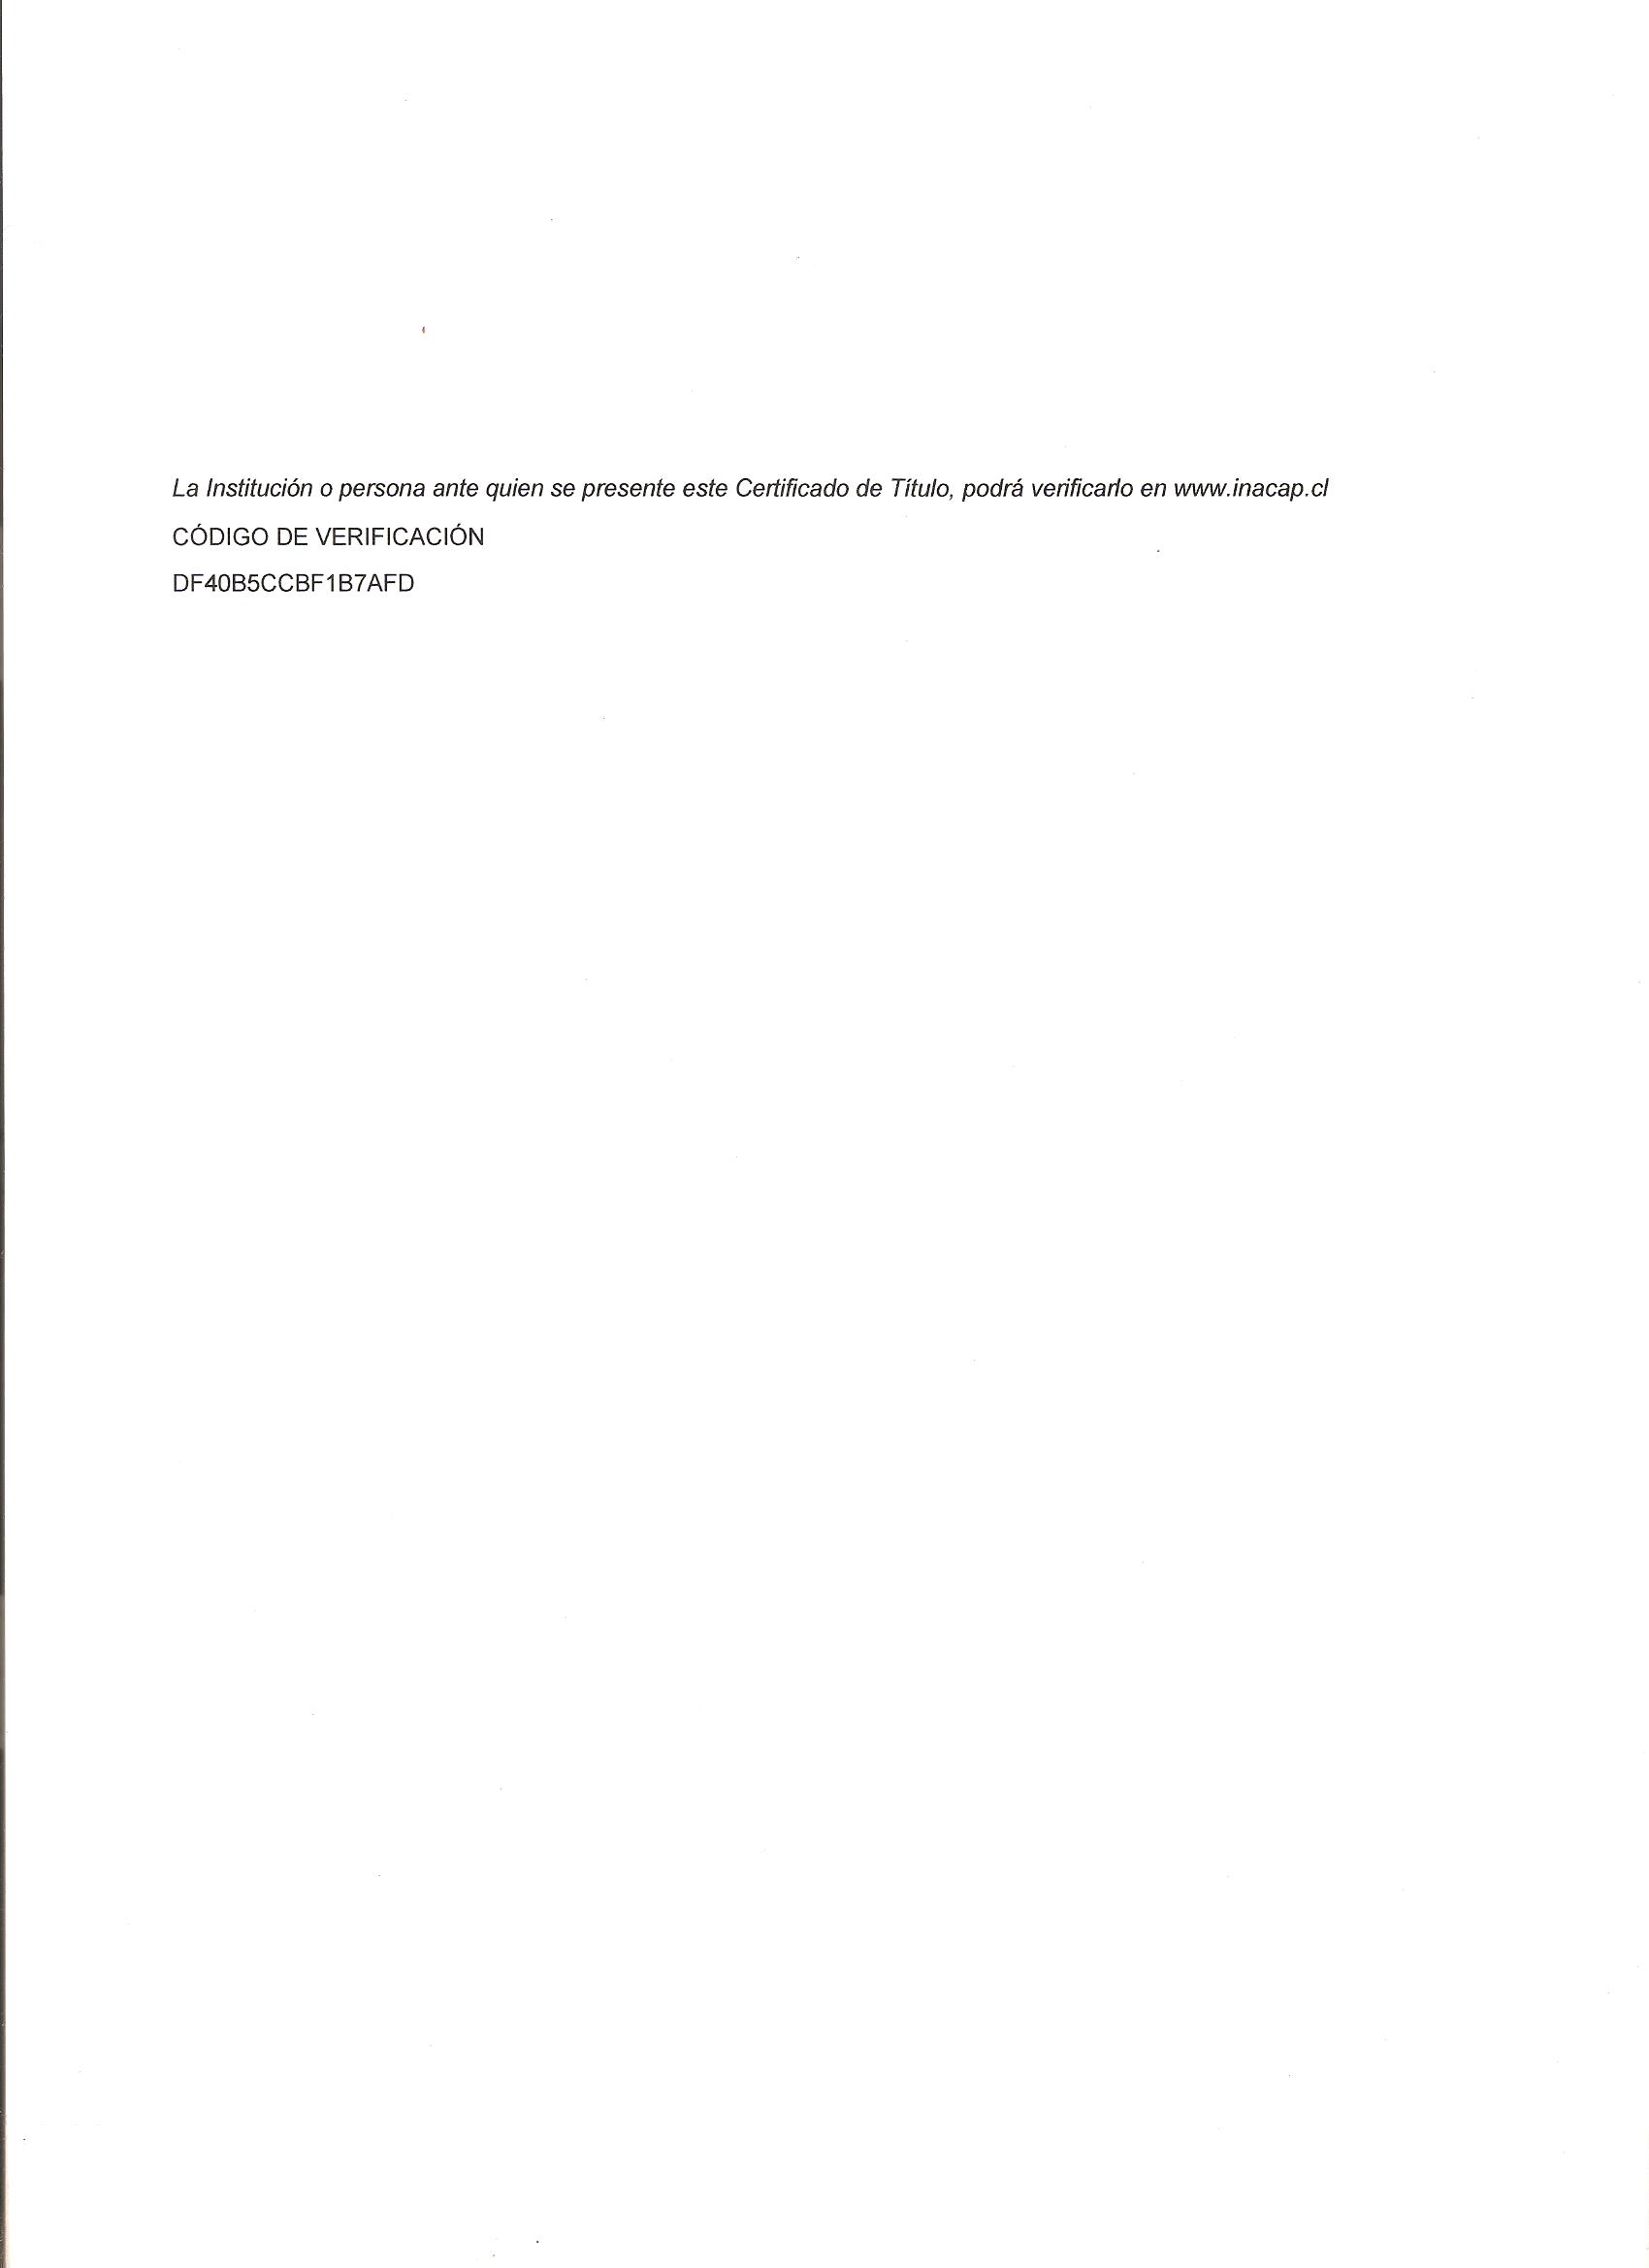 La Institución o persona ante quien se presente este Certificado de Título, podrá verificarlo en www.inacap.cl
CÓDIGO DE VERIFICACIÓN
DF40B5CCBF1B7AFD